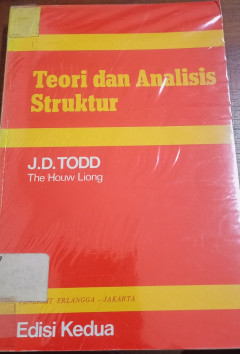 Teori dan Analisis
Struktur
J.D. TODD
The Houw Liong
ERLANGGA – JAKARTA
Edisi Kedua